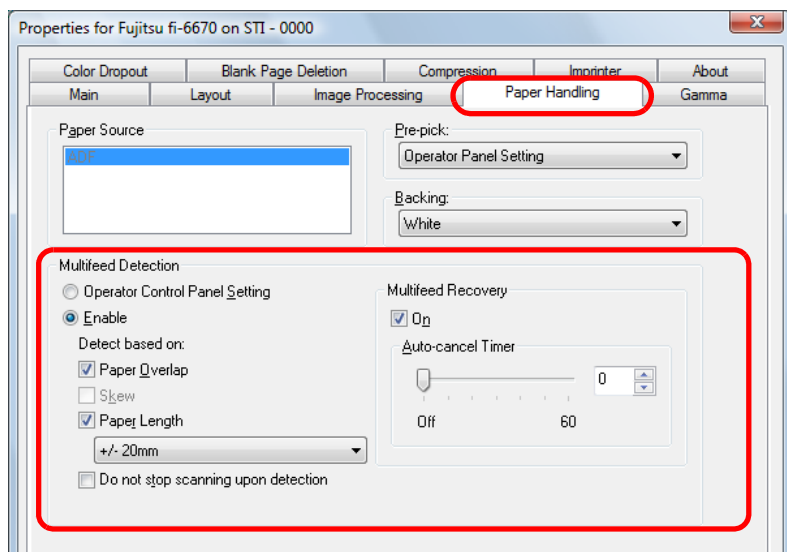 Properties for Fujitsu fi-6670 on STI - 0000
Color Dropout Blank Page Deletion Compression Imprinter About
Main Layout Image Processing Paper Handling Gamma
Paper Source
ADF
Pre-pick:
Operator Panel Setting
Backing:
White
Multifeed Detection
Operator Control Panel Setting
Enable
Detect based on:
Paper Overlap
Skew
Paper Length
+/- 20mm
Do not stop scanning upon detection
Multifeed Recovery
On
Auto-cancel Timer
0
Off 60